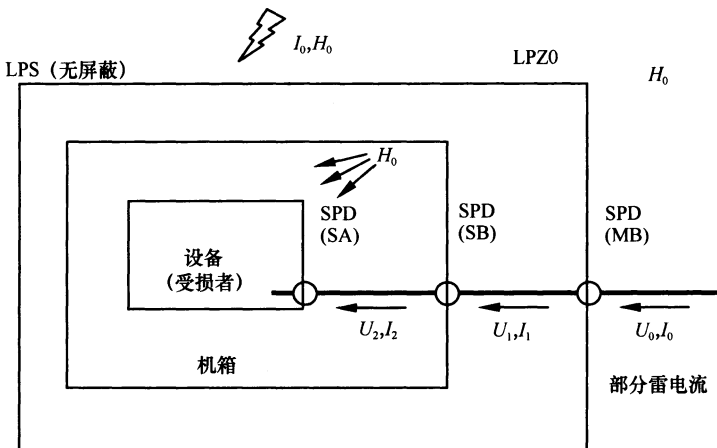 I₀,H₀
LPS（无屏蔽）
LPZ0
H₀
H₀
SPD
(SA)
SPD
(SB)
SPD
(MB)
设备
（受损者）
U₂,I₂
U₁,I₁
U₀,I₀
机箱
部分雷电流